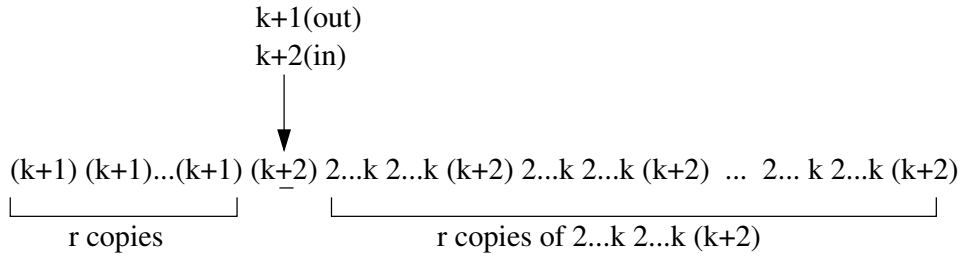 k+1(out)
k+2(in)
(k+1) (k+1)...(k+1) (k+2) 2...k 2...k (k+2) 2...k 2...k (k+2) ... 2... k 2...k (k+2)
r copies r copies of 2...k 2...k (k+2)